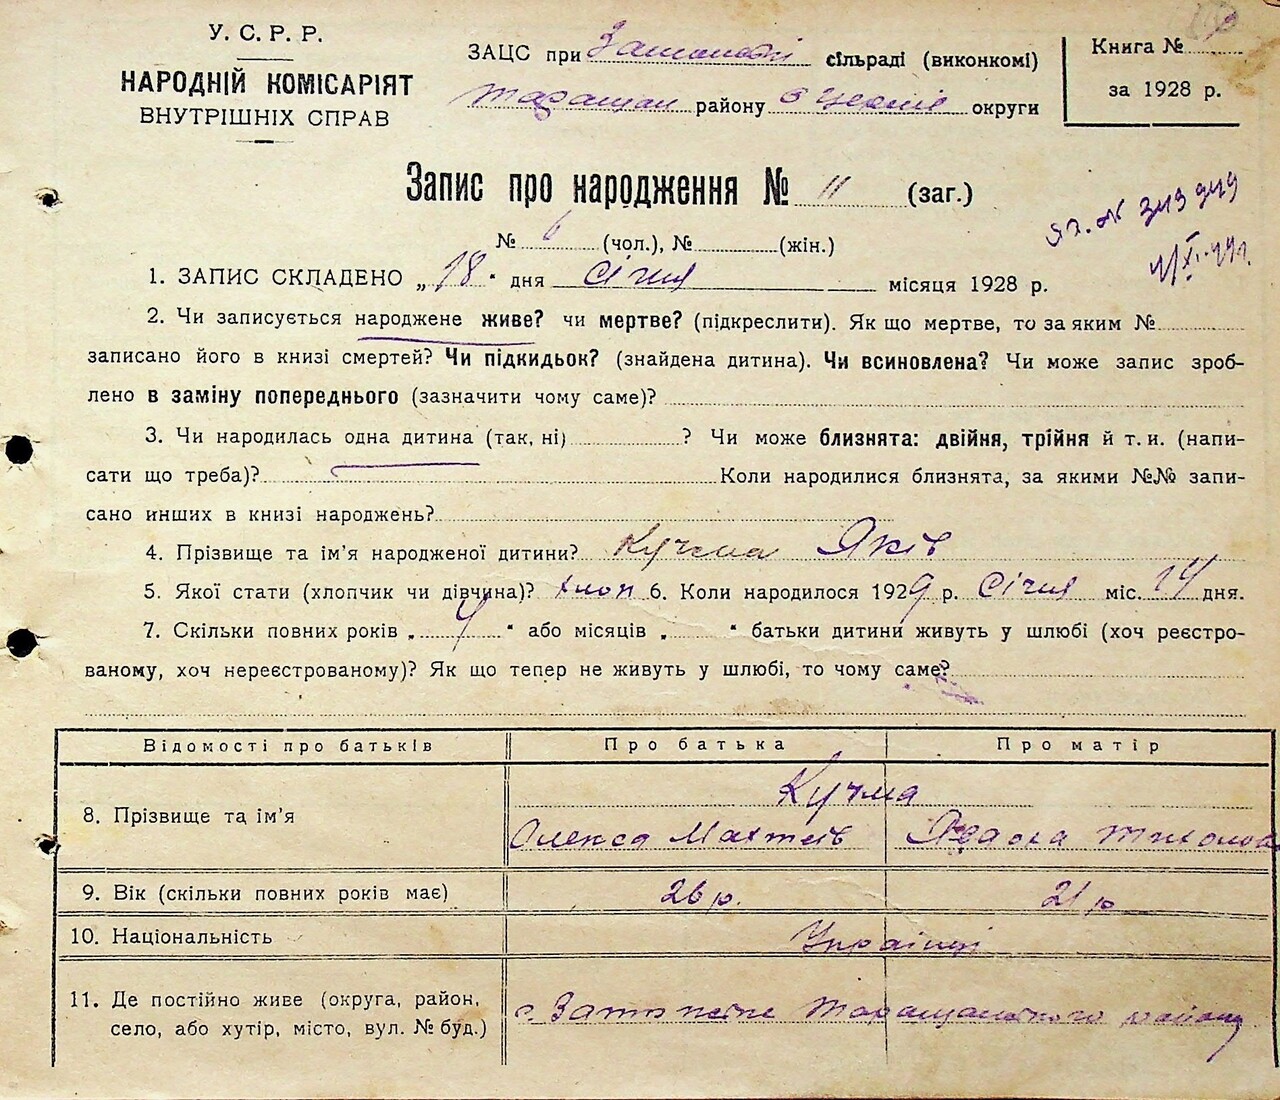 У. С. Р. Р.
НАРОДНІЙ КОМІСАРІЯТ
ВНУТРІШНІХ СПРАВ
ЗАЦС при сільраді (виконкомі)
Таращан району Б Церків округи
Книга №
за 1928 р.
Запис про народження № 11 (заг.)
№ 6 (чол.), № (жін.)
1. ЗАПИС СКЛАДЕНО „18" дня Січня місяця 1928 р.
2. Чи записується народжене живе? чи мертве? (підкреслити). Як що мертве, то за яким №
записано його в книзі смертей? Чи підкидьок? (знайдена дитина). Чи всиновлена? Чи може запис зроб-
лено в заміну попереднього (зазначити чому саме)?
3. Чи народилась одна дитина (так, ні) ? Чи може близнята: двійня, трійня й т. и. (напи-
сати що треба)? Коли народилися близнята, за якими №№ запи-
сано инших в книзі народжень?
4. Прізвище та ім'я народженої дитини? Кучма Яків
5. Якої стати (хлопчик чи дівчина)? хлоп 6. Коли народилося 1929 р. Січня міс. 14 дня.
7. Скільки повних років „ 4 " або місяців „ " батьки дитини живуть у шлюбі (хоч реєстро-
ваному, хоч нереєстрованому)? Як що тепер не живуть у шлюбі, то чому саме?
Відомості про батьків Про батька Про матір
8. Прізвище та ім'я Кучма
Олекса Махтеїв
9. Вік (скільки повних років має) 26 р. 21 р
10. Національність Українці
11. Де постійно живе (округа, район,
село, або хутір, місто, вул. № буд.) с. Таращанського району